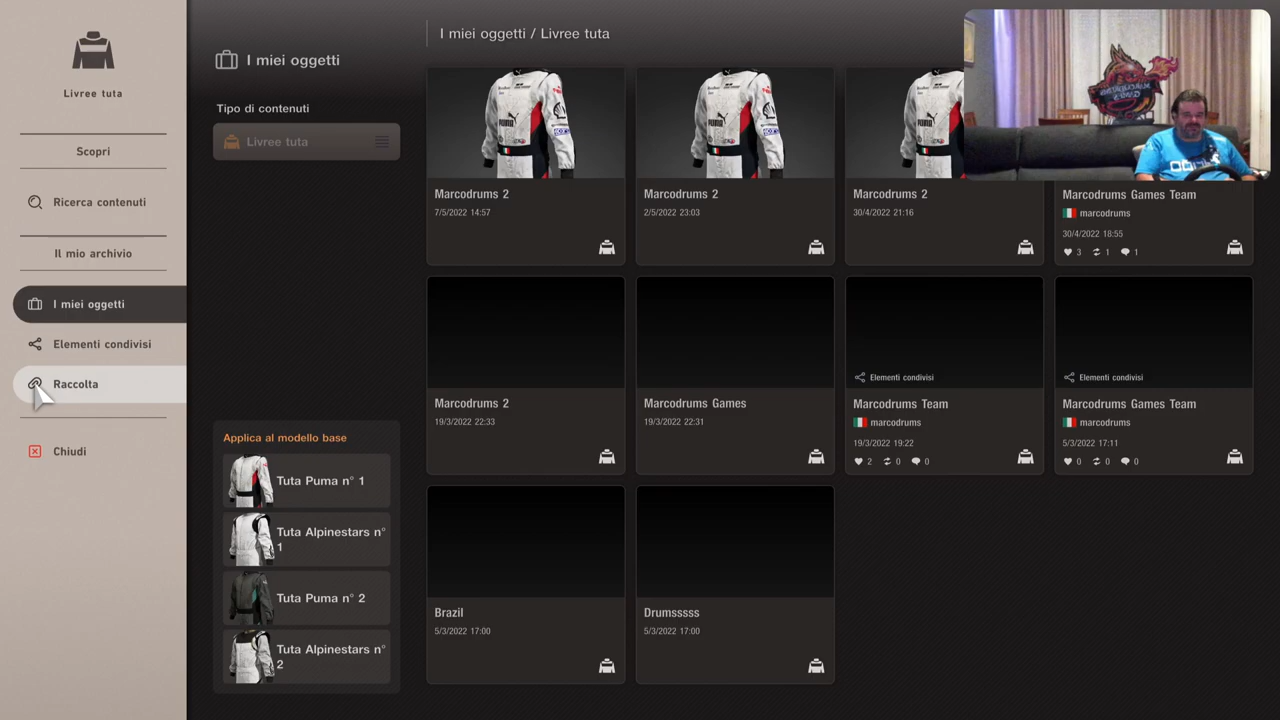 Livree tuta
Scopri
Ricerca contenuti
Il mio archivio
I miei oggetti
Elementi condivisi
Raccolta
Chiudi
I miei oggetti
Tipo di contenuti
Livree tuta
Applica al modello base
Tuta Puma n° 1
Tuta Alpinestars n°
1
Tuta Puma n° 2
Tuta Alpinestars n°
2
I miei oggetti / Livree tuta
Marcodrums 2
7/5/2022 14:57
Marcodrums 2
2/5/2022 23:03
Marcodrums 2
30/4/2022 21:16
Marcodrums Games Team
marcodrums
30/4/2022 18:55
3 1 1
Marcodrums 2
19/3/2022 22:33
Marcodrums Games
19/3/2022 22:31
Elementi condivisi
Marcodrums Team
marcodrums
19/3/2022 19:22
2 0 0
Elementi condivisi
Marcodrums Games Team
marcodrums
5/3/2022 17:11
0 0 0
Brazil
5/3/2022 17:00
Drumsssss
5/3/2022 17:00